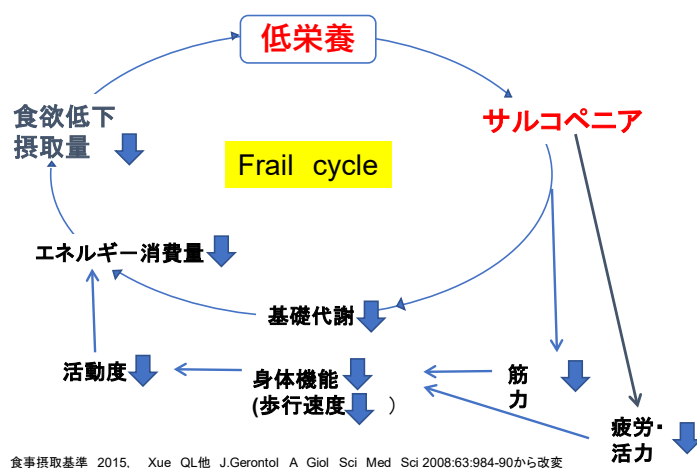 低栄養
食欲低下
摂取量
サルコペニア
Frail cycle
エネルギー消費量
基礎代謝
活動度
身体機能
(歩行速度 )
筋
力
疲労・
活力
食事摂取基準 2015, Xue QL他 J.Gerontol A Giol Sci Med Sci 2008:63:984-90から改変